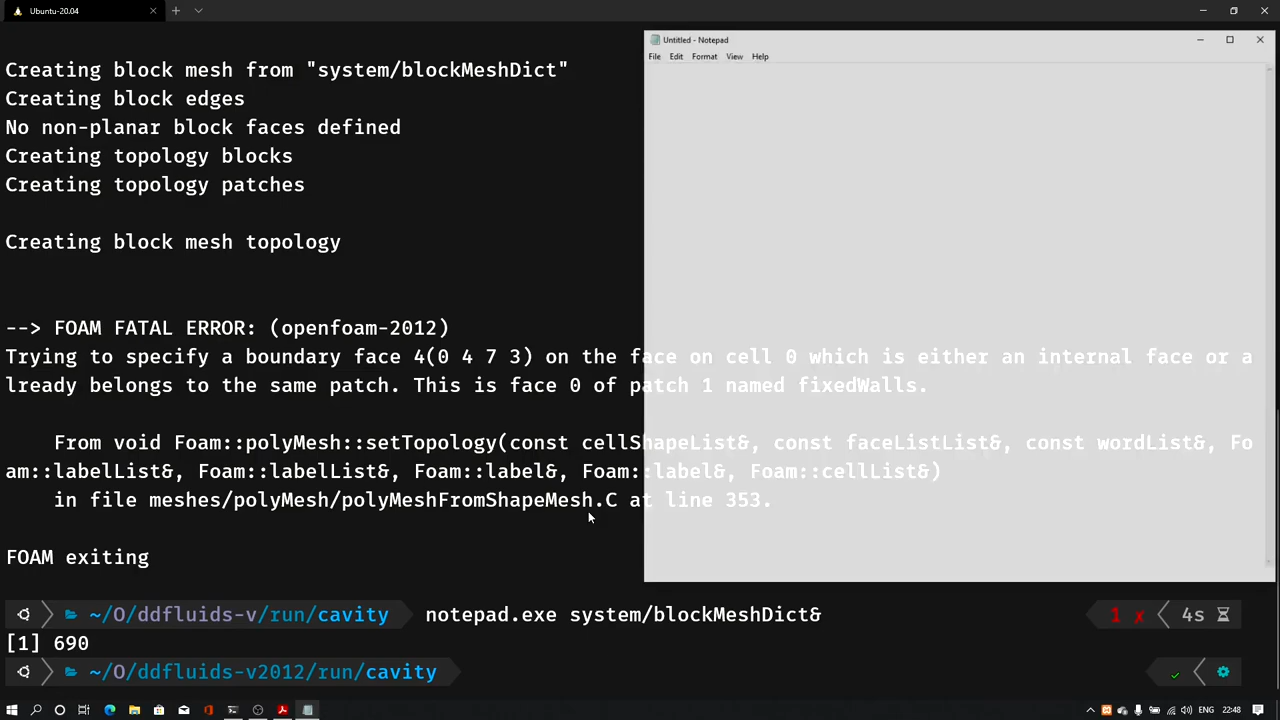 Ubuntu-20.04
Untitled - Notepad
File Edit Format View Help
Creating block mesh from "system/blockMeshDict"
Creating block edges
No non-planar block faces defined
Creating topology blocks
Creating topology patches
Creating block mesh topology
--> FOAM FATAL ERROR: (openfoam-2012)
Trying to specify a boundary face 4(0 4 7 3) on the face on cell 0 which is either an internal face or a
lready belongs to the same patch. This is face 0 of patch 1 named fixedWalls.
From void Foam::polyMesh::setTopology(const cellShapeList&, const faceListList&, const wordList&, Fo
am::labelList&, Foam::labelList&, Foam::label&, Foam::label&, Foam::cellList&)
in file meshes/polyMesh/polyMeshFromShapeMesh.C at line 353.
FOAM exiting
~/O/ddfluids-v/run/cavity notepad.exe system/blockMeshDict& 1 x 4s
[1] 690
~/O/ddfluids-v2012/run/cavity
ENG 22:48